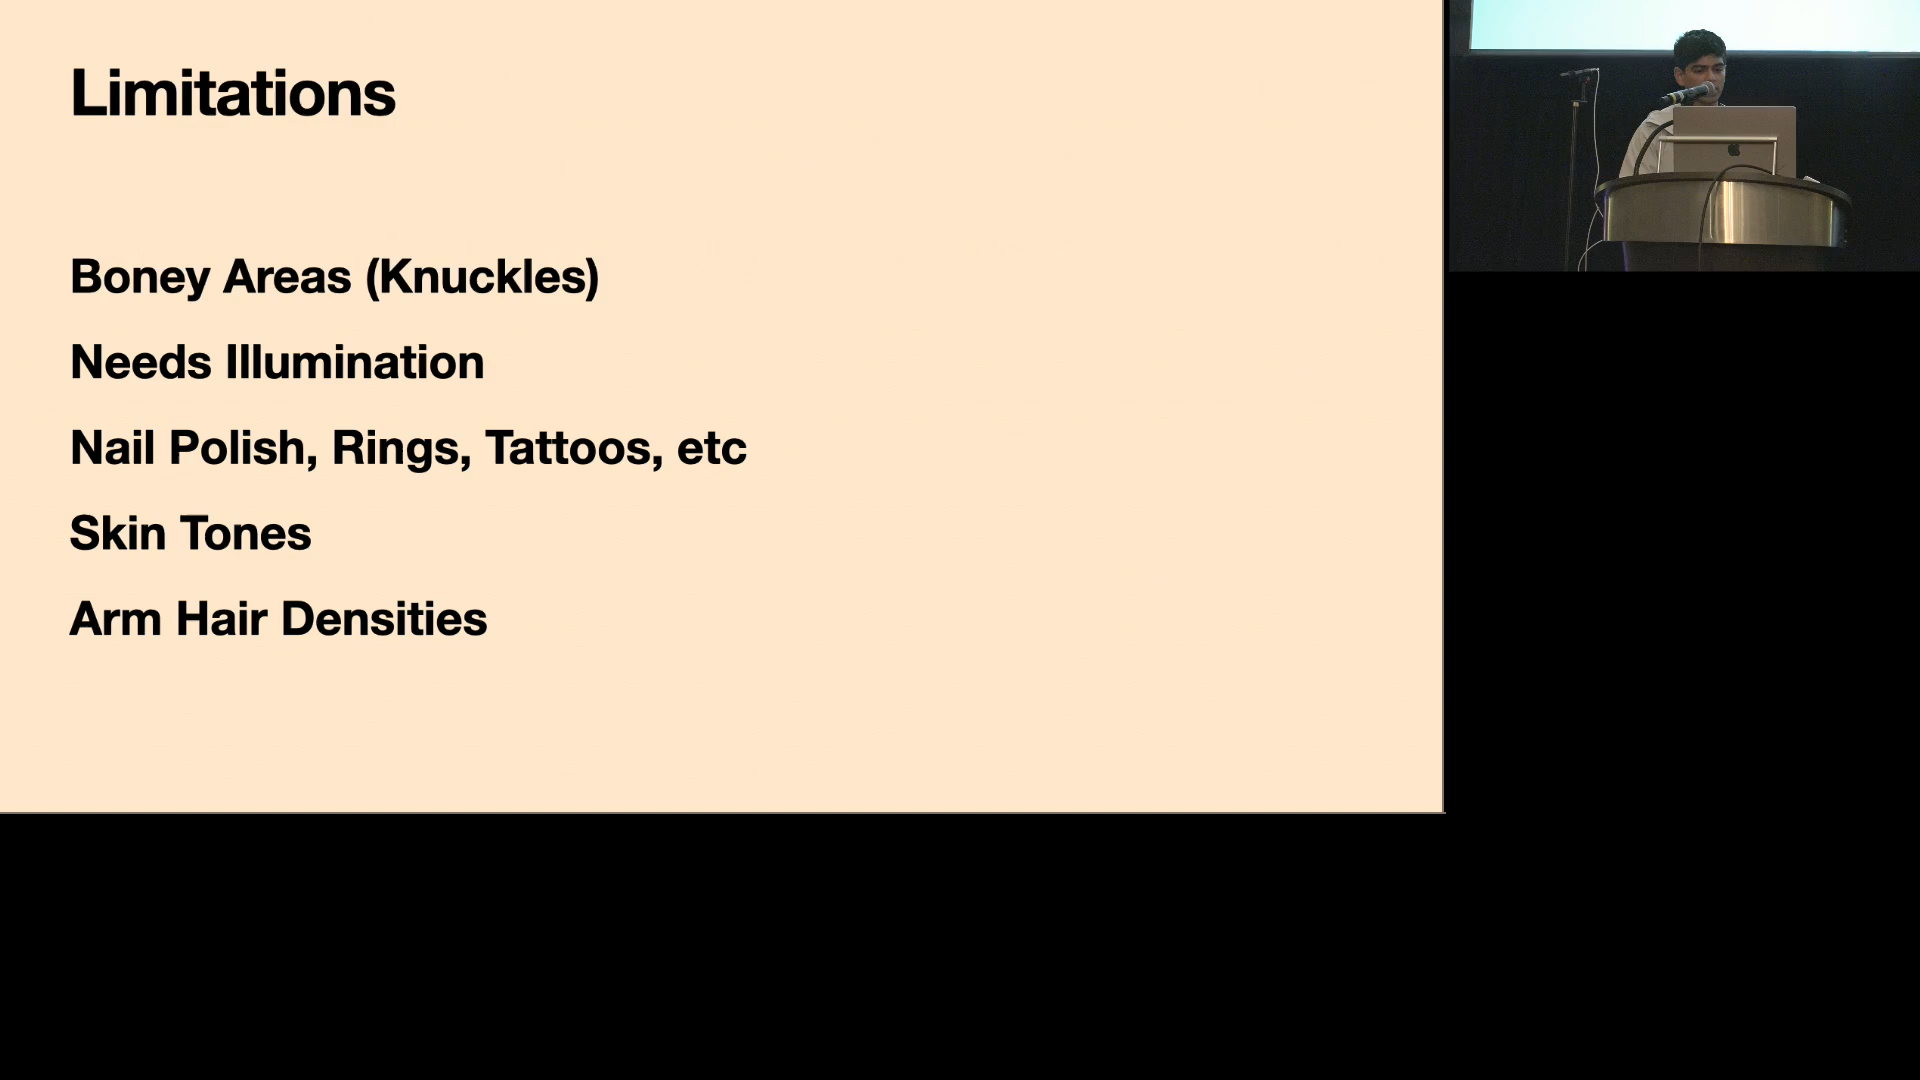 Limitations
Boney Areas (Knuckles)
Needs Illumination
Nail Polish, Rings, Tattoos, etc
Skin Tones
Arm Hair Densities